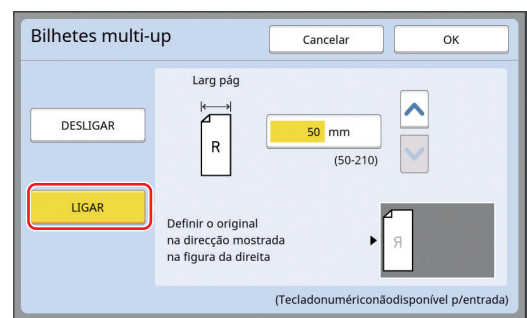 Bilhetes multi-up
Cancelar
OK
Larg pág
DESLIGAR
R
50 mm
(50-210)
LIGAR
Definir o original
na direcção mostrada
na figura da direita
R
(Tecladonumériconãodisponível p/entrada)